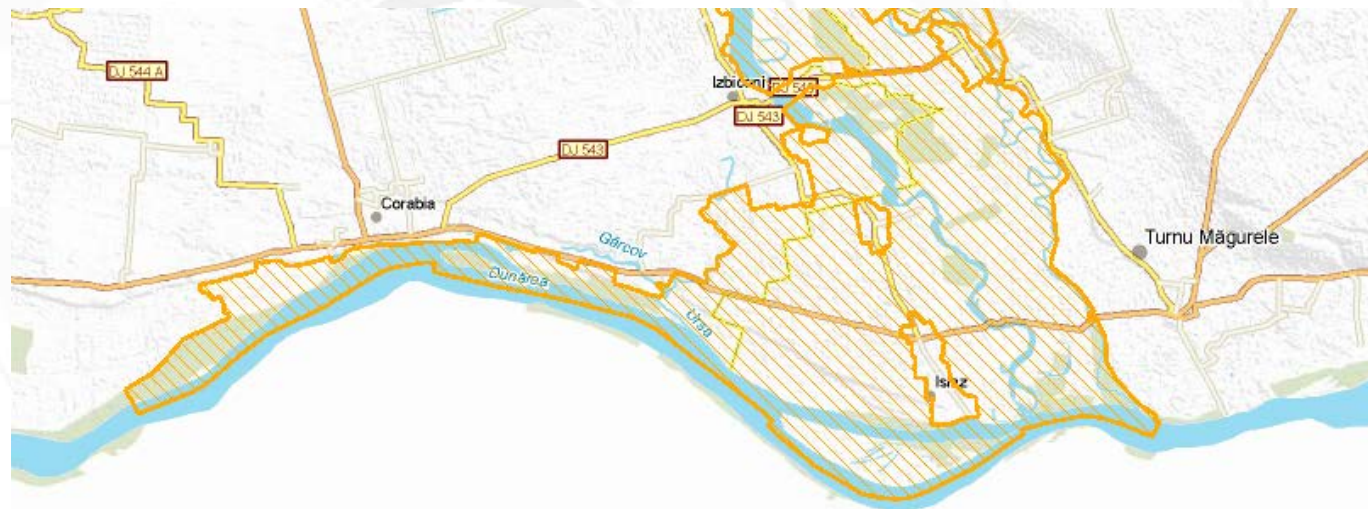 DJ 544 A
Izbiceni
DJ 543
DJ 543
Corabia
Gârcov
Turnu Măgurele
Dunărea
Ursa
Islaz